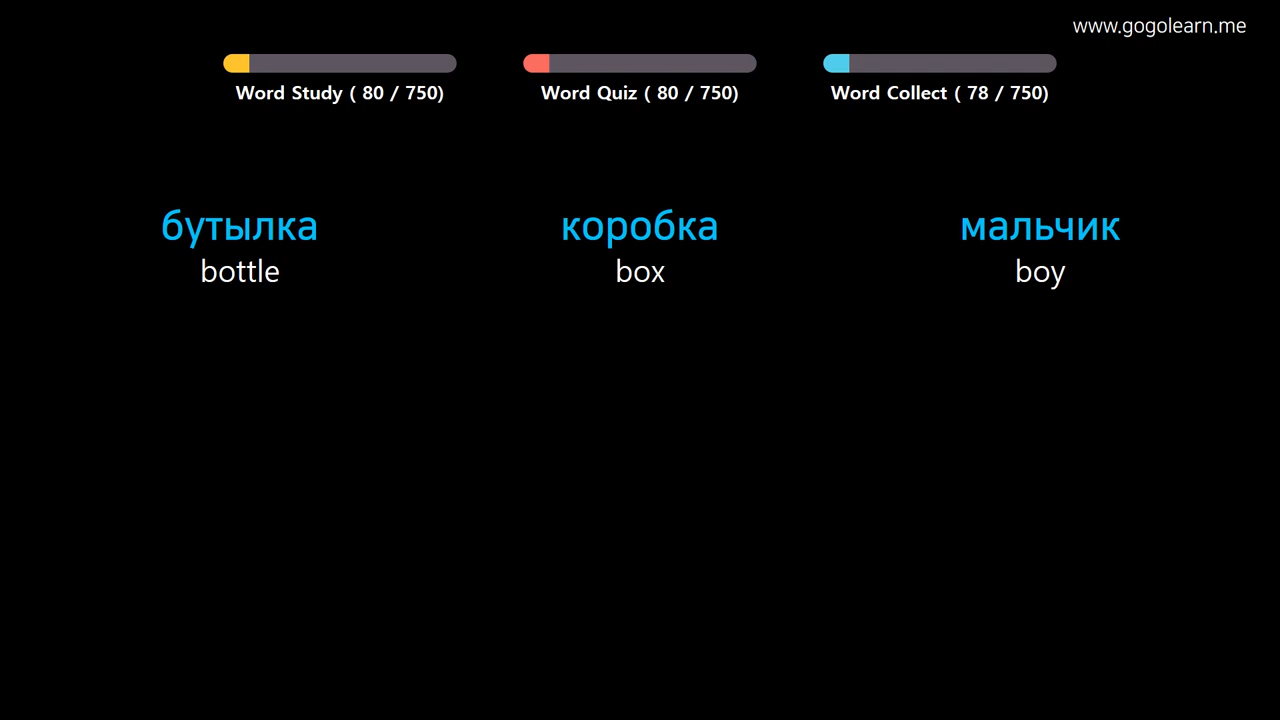 www.gogolearn.me
Word Study ( 80 / 750)
Word Quiz ( 80 / 750)
Word Collect ( 78 / 750)
бутылка
bottle
коробка
box
мальчик
boy